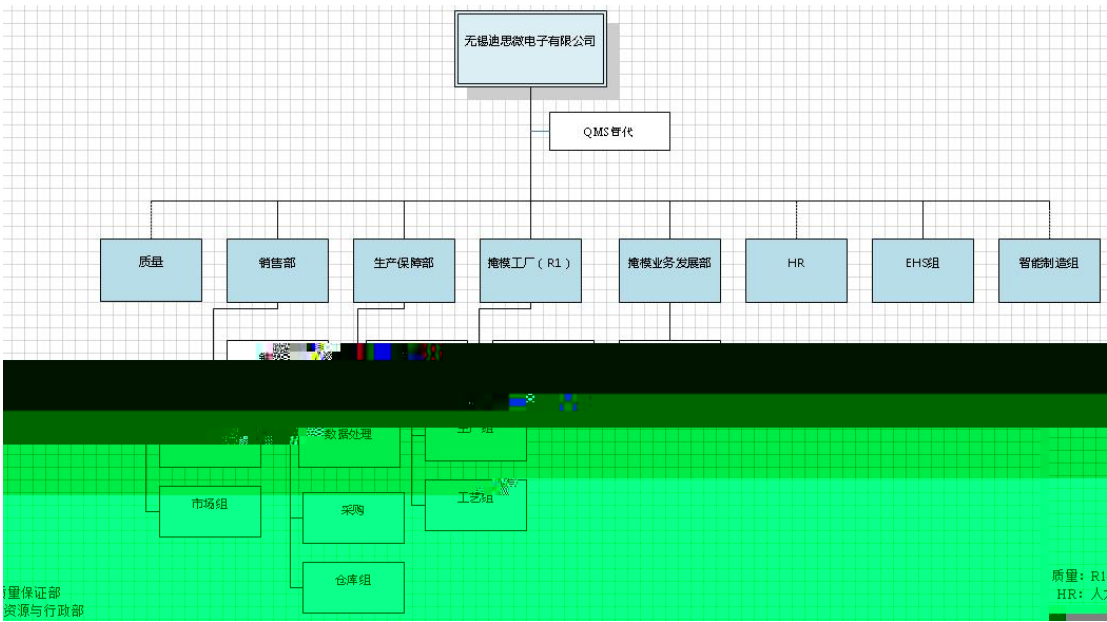 无锡迪思微电子有限公司
QMS管代
质量
销售部
生产保障部
掩模工厂（R1）
掩模业务发展部
HR
EHS组
智能制造组
数据处理
市场组
采购
工艺组
仓库组
质量：R1
HR：人
量保证部
资源与行政部